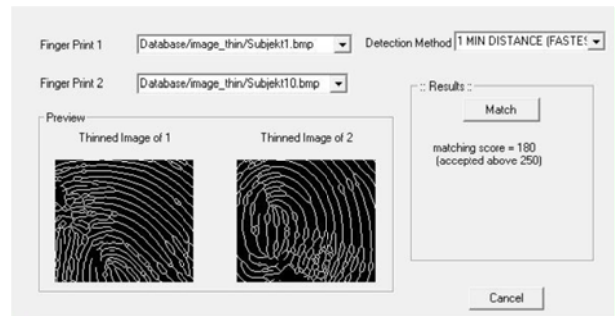 Finger Print 1
Database/image_thin/Subjekt1.bmp
Detection Method
1 MIN DISTANCE (FASTES
Finger Print 2
Database/image_thin/Subjekt10.bmp
:: Results ::
Match
matching score = 180
(accepted above 250)
Preview
Thinned Image of 1
Thinned Image of 2
Cancel